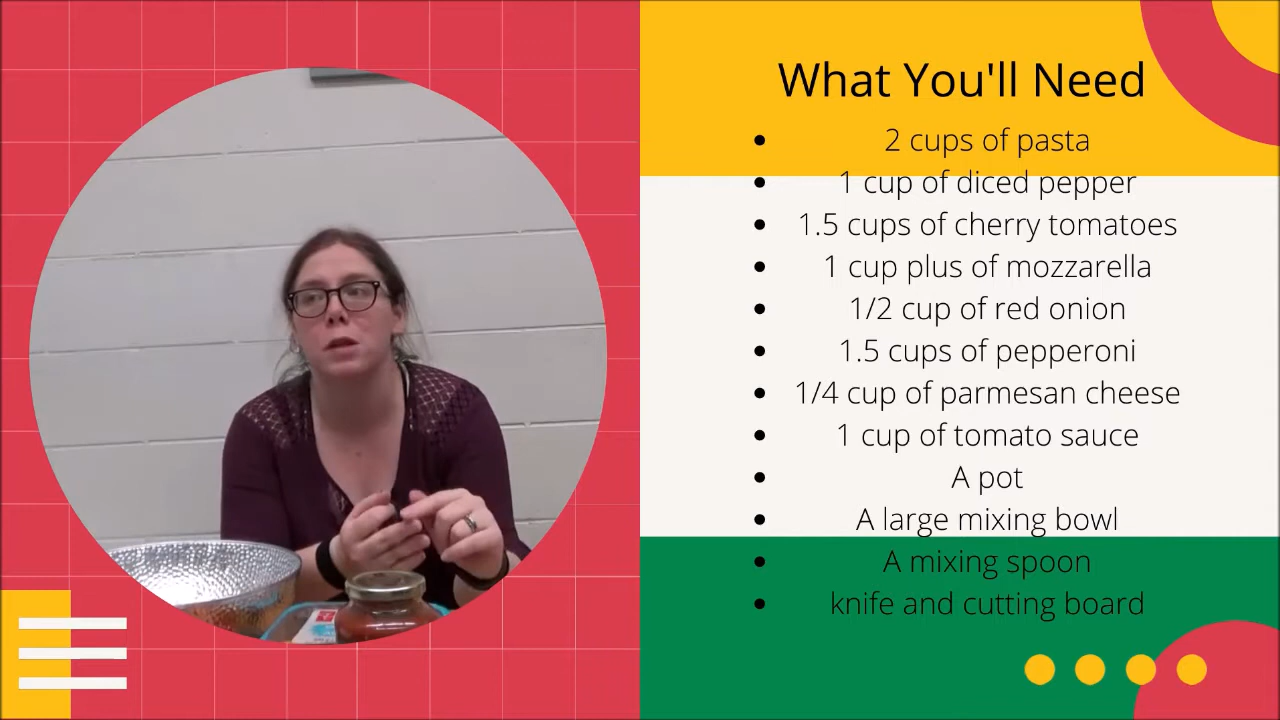 What You'll Need
2 cups of pasta
1 cup of diced pepper
1.5 cups of cherry tomatoes
1 cup plus of mozzarella
1/2 cup of red onion
1.5 cups of pepperoni
1/4 cup of parmesan cheese
1 cup of tomato sauce
A pot
A large mixing bowl
A mixing spoon
knife and cutting board